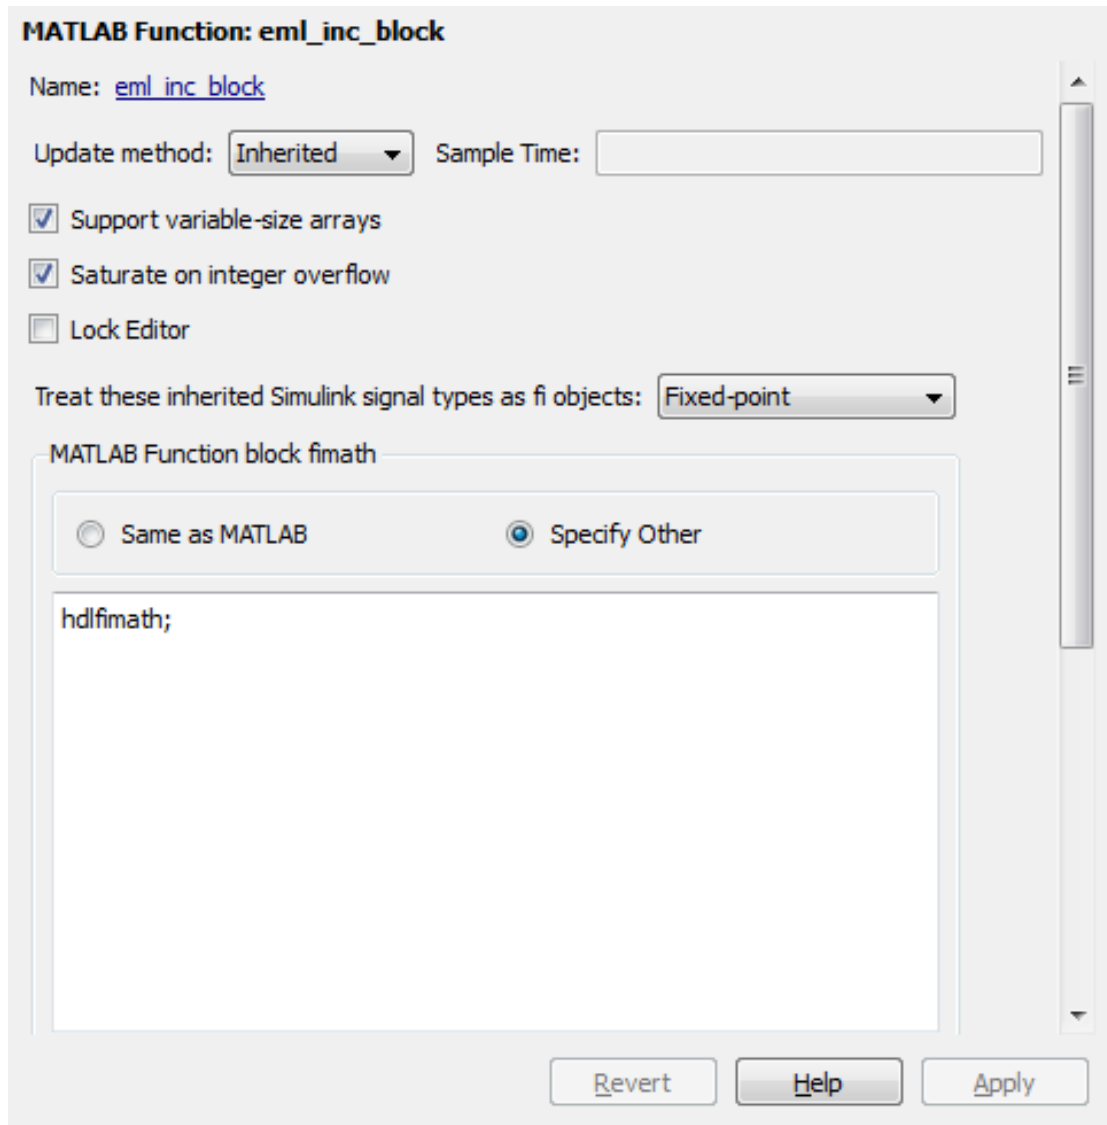 MATLAB Function: eml_inc_block
Name: eml_inc_block
Update method: Inherited Sample Time:
Support variable-size arrays
Saturate on integer overflow
Lock Editor
Treat these inherited Simulink signal types as fi objects: Fixed-point
MATLAB Function block fimath
Same as MATLAB Specify Other
hdlfimath;
Revert Help Apply